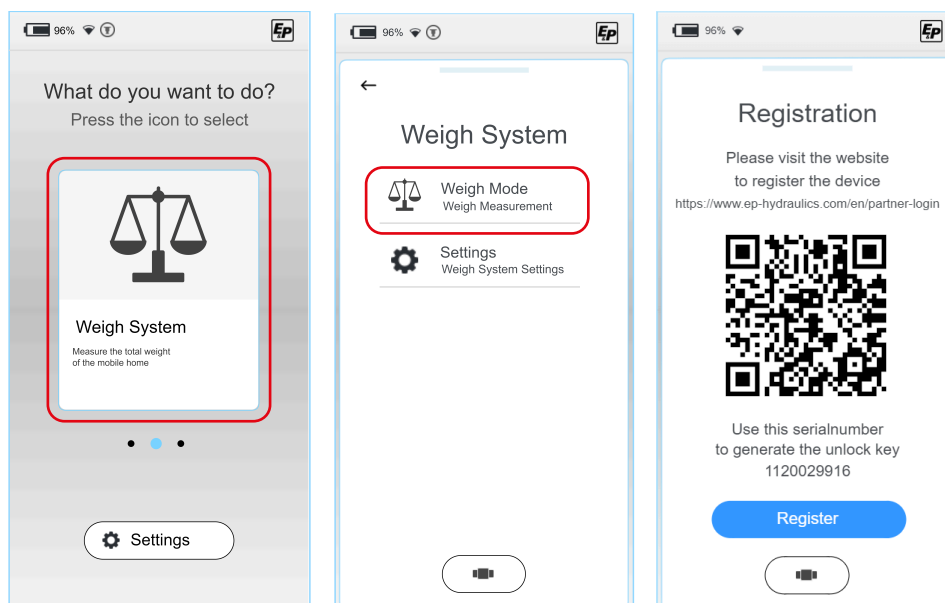 96%
E&P
What do you want to do?
Press the icon to select
Weigh System
Measure the total weight
of the mobile home
Settings
96%
E&P
Weigh System
Weigh Mode
Weigh Measurement
Settings
Weigh System Settings
96%
E&P
Registration
Please visit the website
to register the device
https://www.ep-hydraulics.com/en/partner-login
Use this serialnumber
to generate the unlock key
1120029916
Register